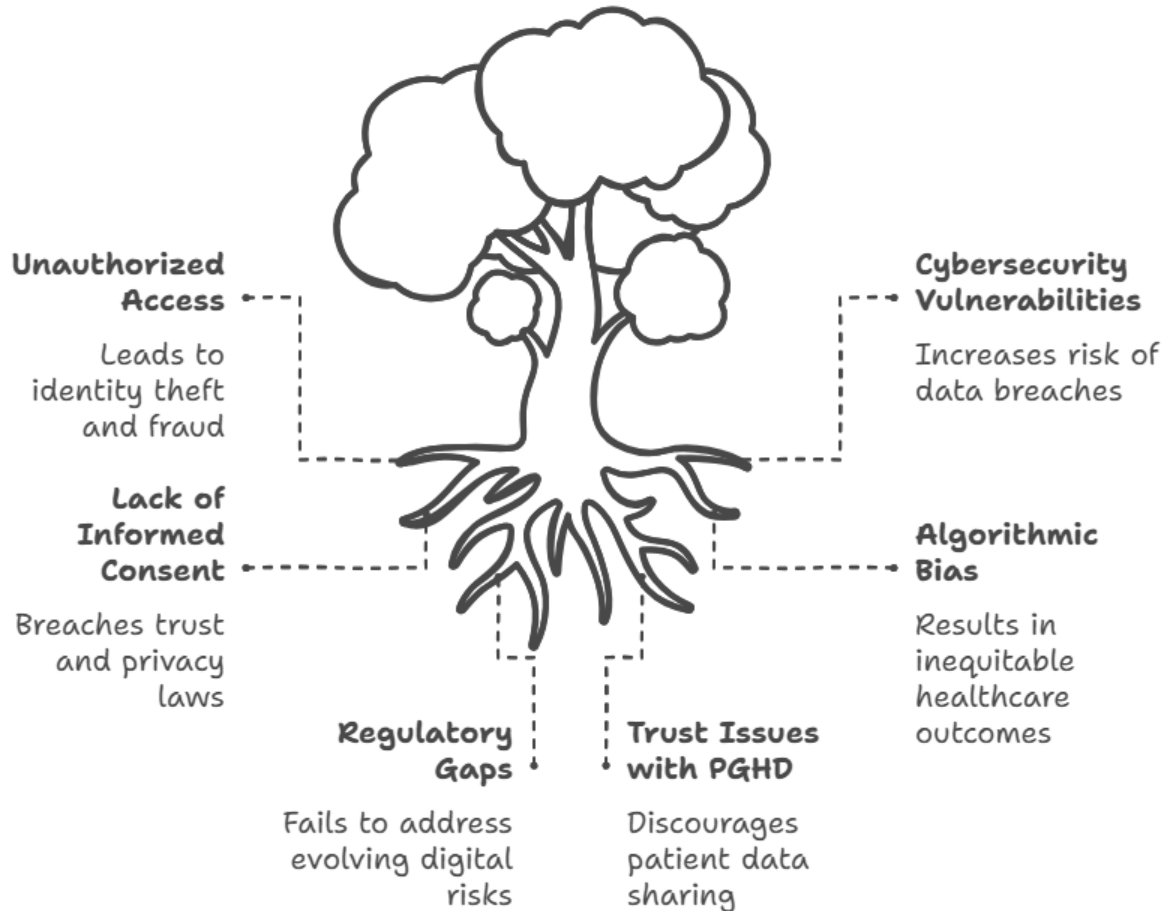 Unauthorized
Access
Leads to
identity theft
and fraud
Lack of
Informed
Consent
Breaches trust
and privacy
laws
Regulatory
Gaps
Fails to address
evolving digital
risks
Trust Issues
with PGHD
Discourages
patient data
sharing
Cybersecurity
Vulnerabilities
Increases risk of
data breaches
Algorithmic
Bias
Results in
inequitable
healthcare
outcomes